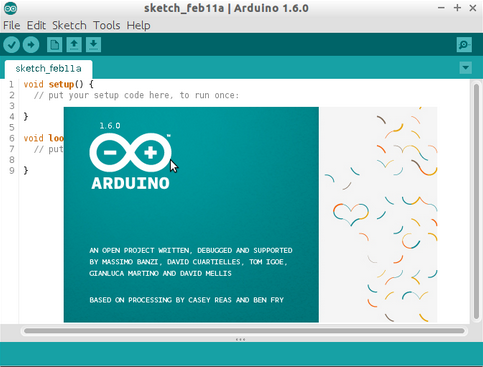 sketch_feb11a | Arduino 1.6.0
File Edit Sketch Tools Help
sketch_feb11a
1 void setup() {
2 // put your setup code here, to run once:
3
4 }
5
6 void loo
7 // put
8
9 }
1.6.0
™
ARDUINO
AN OPEN PROJECT WRITTEN, DEBUGGED AND SUPPORTED
BY MASSIMO BANZI, DAVID CUARTIELLES, TOM IGOE,
GIANLUCA MARTINO AND DAVID MELLIS
BASED ON PROCESSING BY CASEY REAS AND BEN FRY